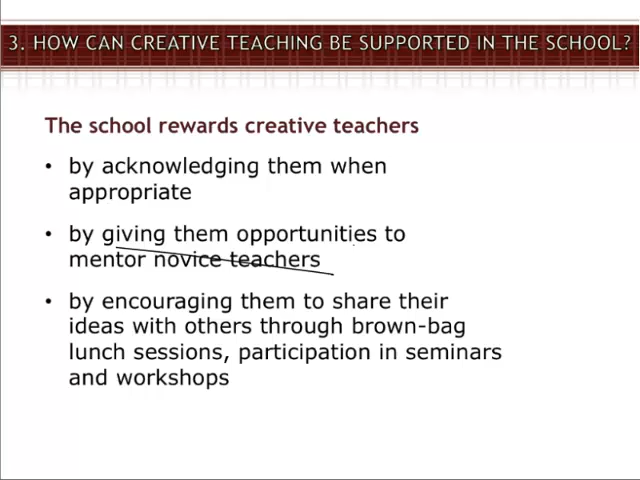 3. HOW CAN CREATIVE TEACHING BE SUPPORTED IN THE SCHOOL?
The school rewards creative teachers
• by acknowledging them when
appropriate
• by giving them opportunities to
mentor novice teachers
• by encouraging them to share their
ideas with others through brown-bag
lunch sessions, participation in seminars
and workshops